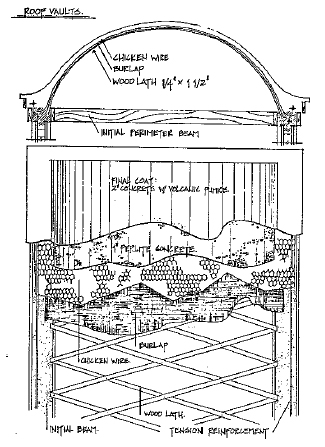 ROOF VAULTS.
CHICKEN WIRE
BURLAP
WOOD LATH 1/4" x 1 1/2"
INITIAL PERIMETER BEAM
FINAL COAT:
2" CONCRETE W/ VOLCANIC PUMICE.
1" PERLITE CONCRETE.
BURLAP
CHICKEN WIRE
WOOD LATH.
INITIAL BEAM.
TENSION REINFORCEMENT